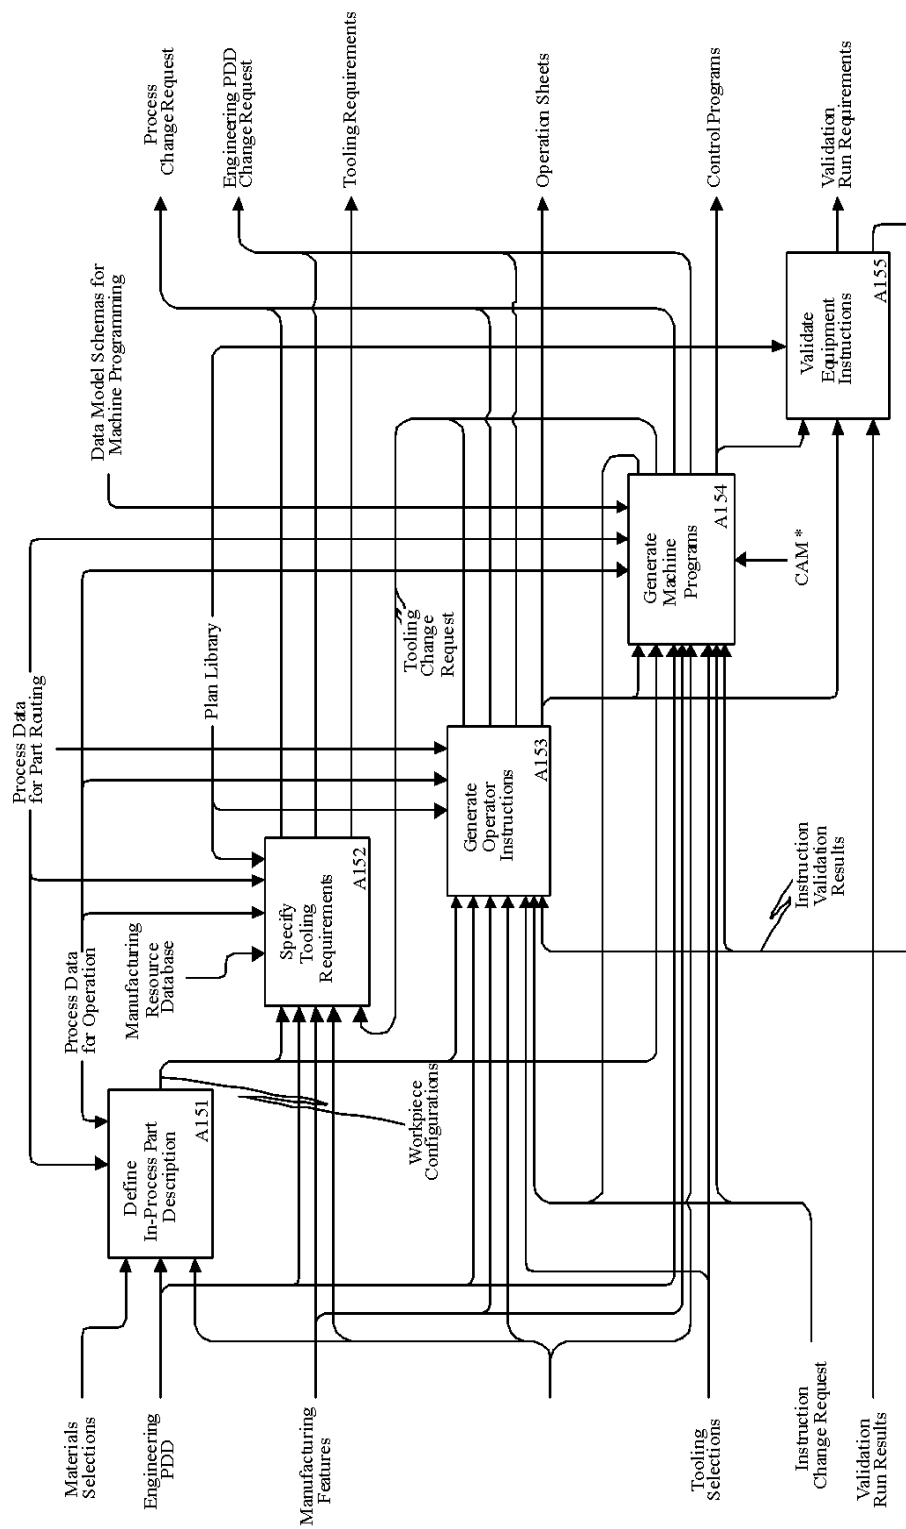 Process Data
for Part Routing
Process Data
for Operation
Data Model Schemas for
Machine Programming
Manufacturing
Resource
Database
Plan Library
Materials
Selections
Engineering
PDD
Manufacturing
Features
Tooling
Selections
Instruction
Change Request
Validation
Run Results
Define
In-Process Part
Description
A151
Workpiece
Configurations
Specify
Tooling
Requirements
A152
Tooling
Change
Request
Generate
Operator
Instructions
A153
Generate
Machine
Programs
A154
CAM *
Instruction
Validation
Results
Validate
Equipment
Instructions
A155
Process
Change Request
Engineering PDD
Change Request
Tooling Requirements
Operation Sheets
Control Programs
Validation
Run Requirements